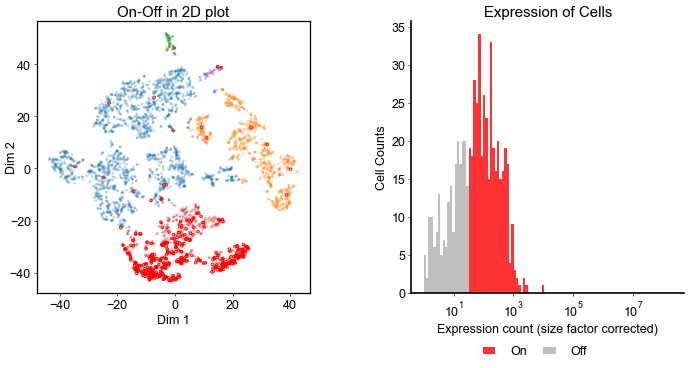 On-Off in 2D plot
Dim 2
40
20
0
−20
−40
−40 −20 0 20 40
Dim 1
Expression of Cells
Cell Counts
35
30
25
20
15
10
5
0
10^1 10^3 10^5 10^7
Expression count (size factor corrected)
On Off